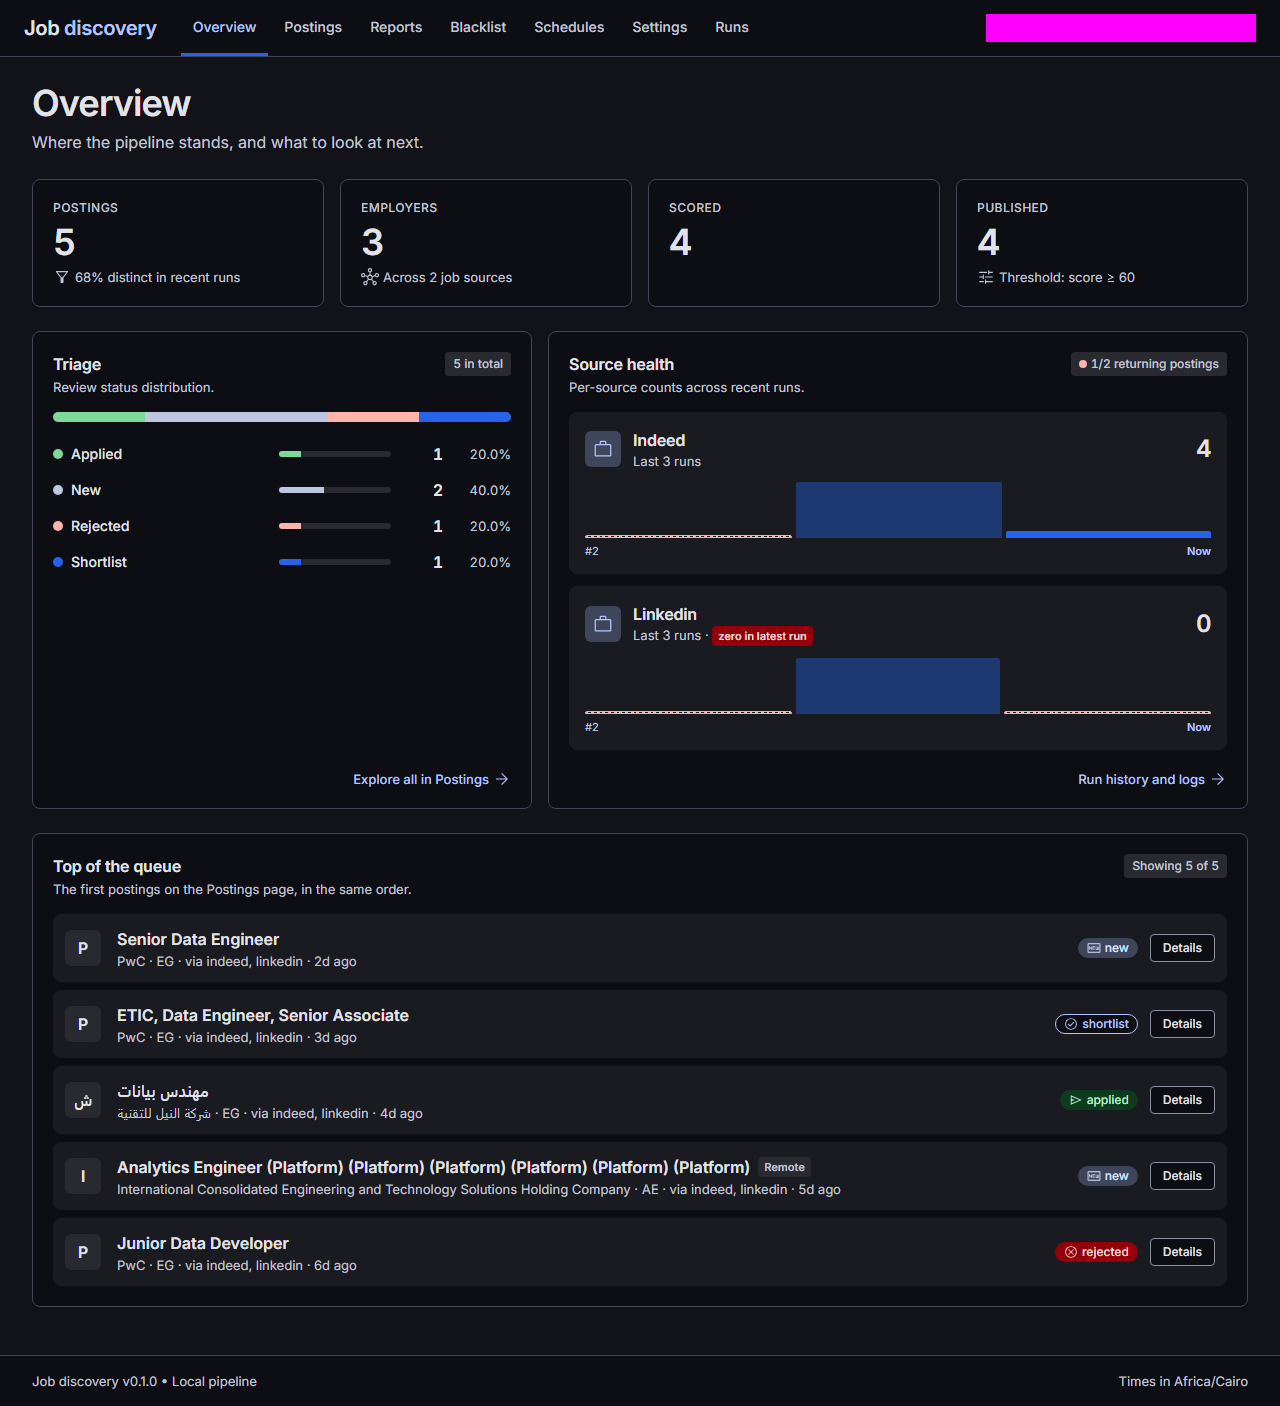 Job discovery
Overview
Postings
Reports
Blacklist
Schedules
Settings
Runs
Overview
Where the pipeline stands, and what to look at next.
POSTINGS
5
68% distinct in recent runs
EMPLOYERS
3
Across 2 job sources
SCORED
4
PUBLISHED
4
Threshold: score ≥ 60
Triage
5 in total
Review status distribution.
Applied 1 20.0%
New 2 40.0%
Rejected 1 20.0%
Shortlist 1 20.0%
Explore all in Postings
Source health
1/2 returning postings
Per-source counts across recent runs.
Indeed
Last 3 runs
4
#2
Now
Linkedin
Last 3 runs · zero in latest run
0
#2
Now
Run history and logs
Top of the queue
Showing 5 of 5
The first postings on the Postings page, in the same order.
P
Senior Data Engineer
PwC · EG · via indeed, linkedin · 2d ago
new
Details
P
ETIC, Data Engineer, Senior Associate
PwC · EG · via indeed, linkedin · 3d ago
shortlist
Details
ش
مهندس بيانات
شركة النيل للتقنية · EG · via indeed, linkedin · 4d ago
applied
Details
I
Analytics Engineer (Platform) (Platform) (Platform) (Platform) (Platform) (Platform) Remote
International Consolidated Engineering and Technology Solutions Holding Company · AE · via indeed, linkedin · 5d ago
new
Details
P
Junior Data Developer
PwC · EG · via indeed, linkedin · 6d ago
rejected
Details
Job discovery v0.1.0 • Local pipeline
Times in Africa/Cairo